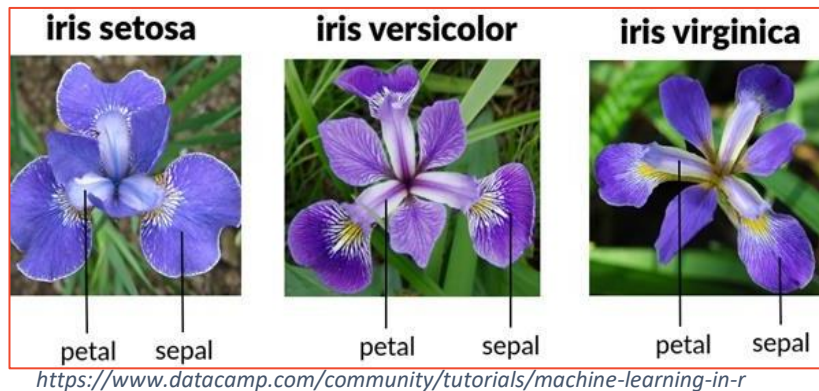 iris setosa iris versicolor iris virginica
petal sepal petal sepal petal sepal
https://www.datacamp.com/community/tutorials/machine-learning-in-r